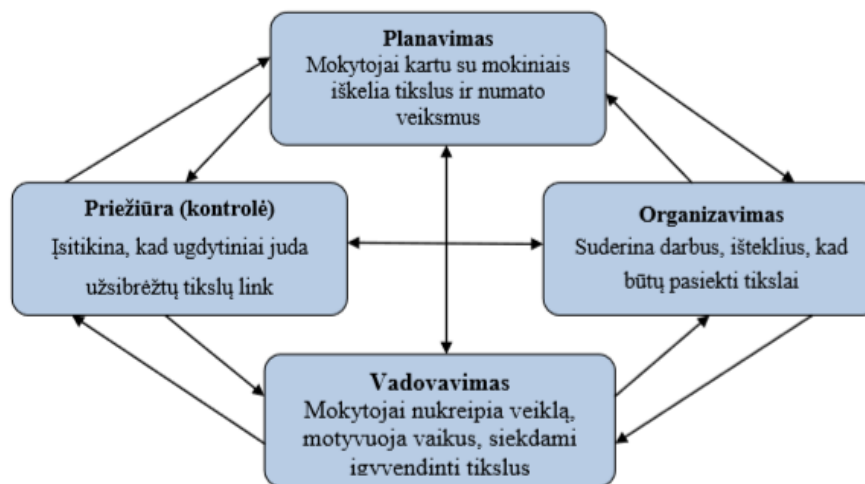 Planavimas
Mokytojai kartu su mokiniais
iškelia tikslus ir numato
veiksmus
Priežiūra (kontrolė)
Įsitikina, kad ugdytiniai juda
užsibrėžtų tikslų link
Organizavimas
Suderina darbus, išteklius, kad
būtų pasiekti tikslai
Vadovavimas
Mokytojai nukreipia veiklą,
motyvuoja vaikus, siekdami
įgyvendinti tikslus